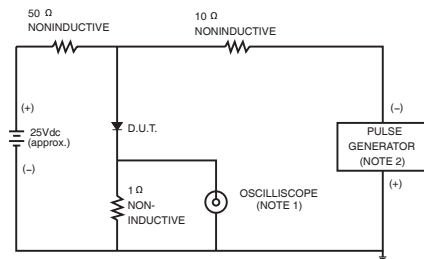 50 Ω
NONINDUCTIVE
10 Ω
NONINDUCTIVE
(+)
25Vdc
(approx.)
(−)
D.U.T.
1 Ω
NON-
INDUCTIVE
OSCILLISCOPE
(NOTE 1)
(−)
PULSE
GENERATOR
(NOTE 2)
(+)